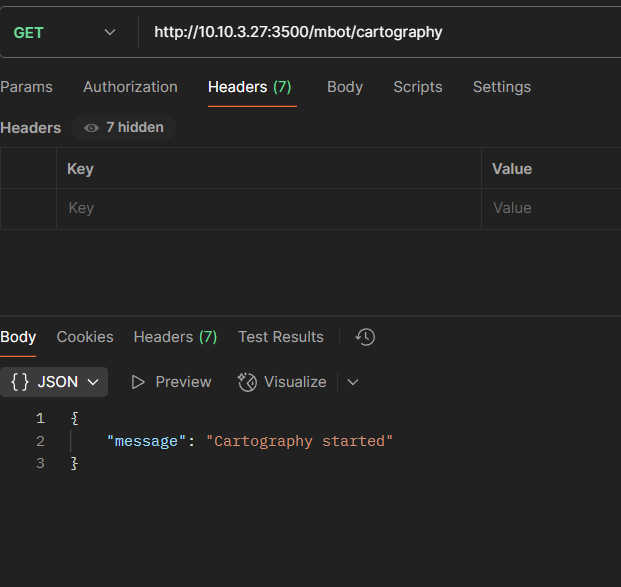 GET http://10.10.3.27:3500/mbot/cartography
Params Authorization Headers (7) Body Scripts Settings
Headers 7 hidden
Key Value
Key Value
Body Cookies Headers (7) Test Results
{} JSON Preview Visualize
1 {
2 "message": "Cartography started"
3 }